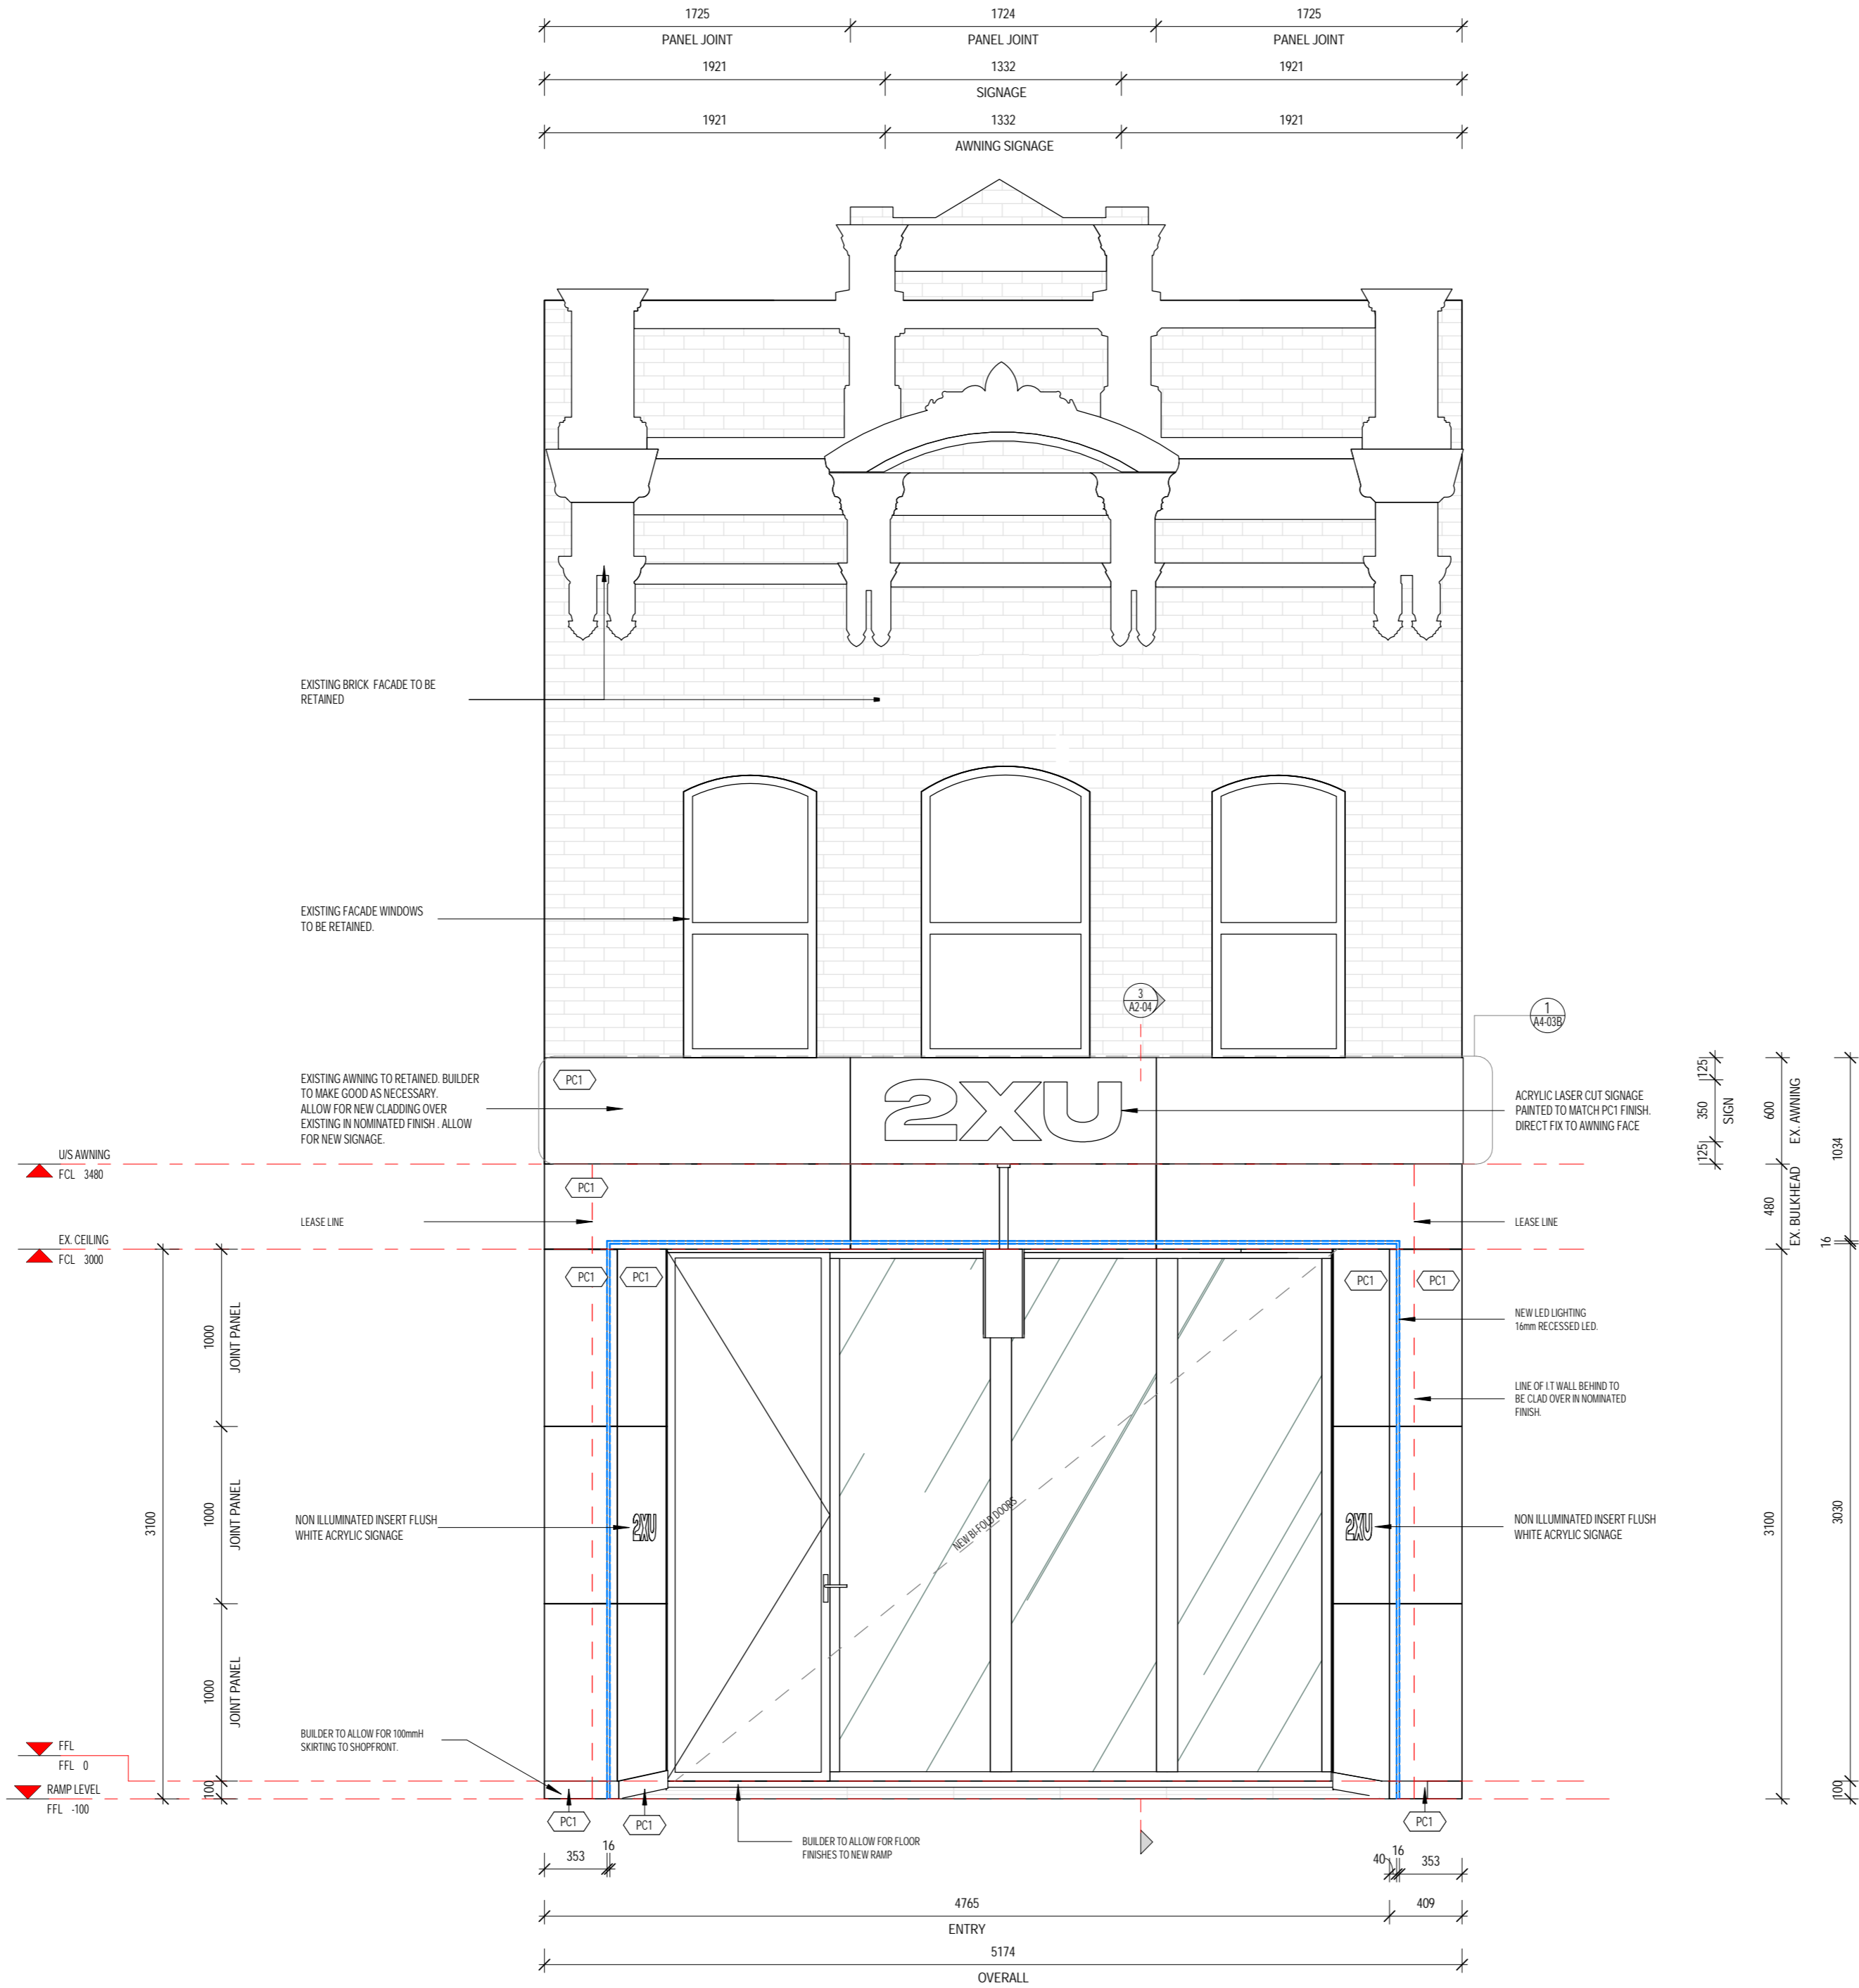 1725
1724
1725
PANEL JOINT
PANEL JOINT
PANEL JOINT
1921
1332
1921
SIGNAGE
1921
1332
1921
AWNING SIGNAGE
EXISTING BRICK FACADE TO BE
RETAINED
EXISTING FACADE WINDOWS
TO BE RETAINED.
3
A2-04
1
A4-03B
EXISTING AWNING TO RETAINED. BUILDER
TO MAKE GOOD AS NECESSARY.
ALLOW FOR NEW CLADDING OVER
EXISTING IN NOMINATED FINISH . ALLOW
FOR NEW SIGNAGE.
PC1
2XU
ACRYLIC LASER CUT SIGNAGE
PAINTED TO MATCH PC1 FINISH.
DIRECT FIX TO AWNING FACE
125
350
125
SIGN
600
EX. AWNING
1034
U/S AWNING
FCL 3480
PC1
LEASE LINE
LEASE LINE
480
EX. BULKHEAD
16
EX. CEILING
FCL 3000
PC1
PC1
PC1
PC1
NEW LED LIGHTING
16mm RECESSED LED.
1000
JOINT PANEL
LINE OF I.T WALL BEHIND TO
BE CLAD OVER IN NOMINATED
FINISH.
3100
1000
JOINT PANEL
NON ILLUMINATED INSERT FLUSH
WHITE ACRYLIC SIGNAGE
2XU
NEW BI-FOLD DOORS
2XU
NON ILLUMINATED INSERT FLUSH
WHITE ACRYLIC SIGNAGE
3100
3030
1000
JOINT PANEL
BUILDER TO ALLOW FOR 100mmH
SKIRTING TO SHOPFRONT.
FFL
FFL 0
RAMP LEVEL
FFL -100
100
100
PC1
PC1
PC1
BUILDER TO ALLOW FOR FLOOR
FINISHES TO NEW RAMP
353
16
40
16
353
4765
409
ENTRY
5174
OVERALL